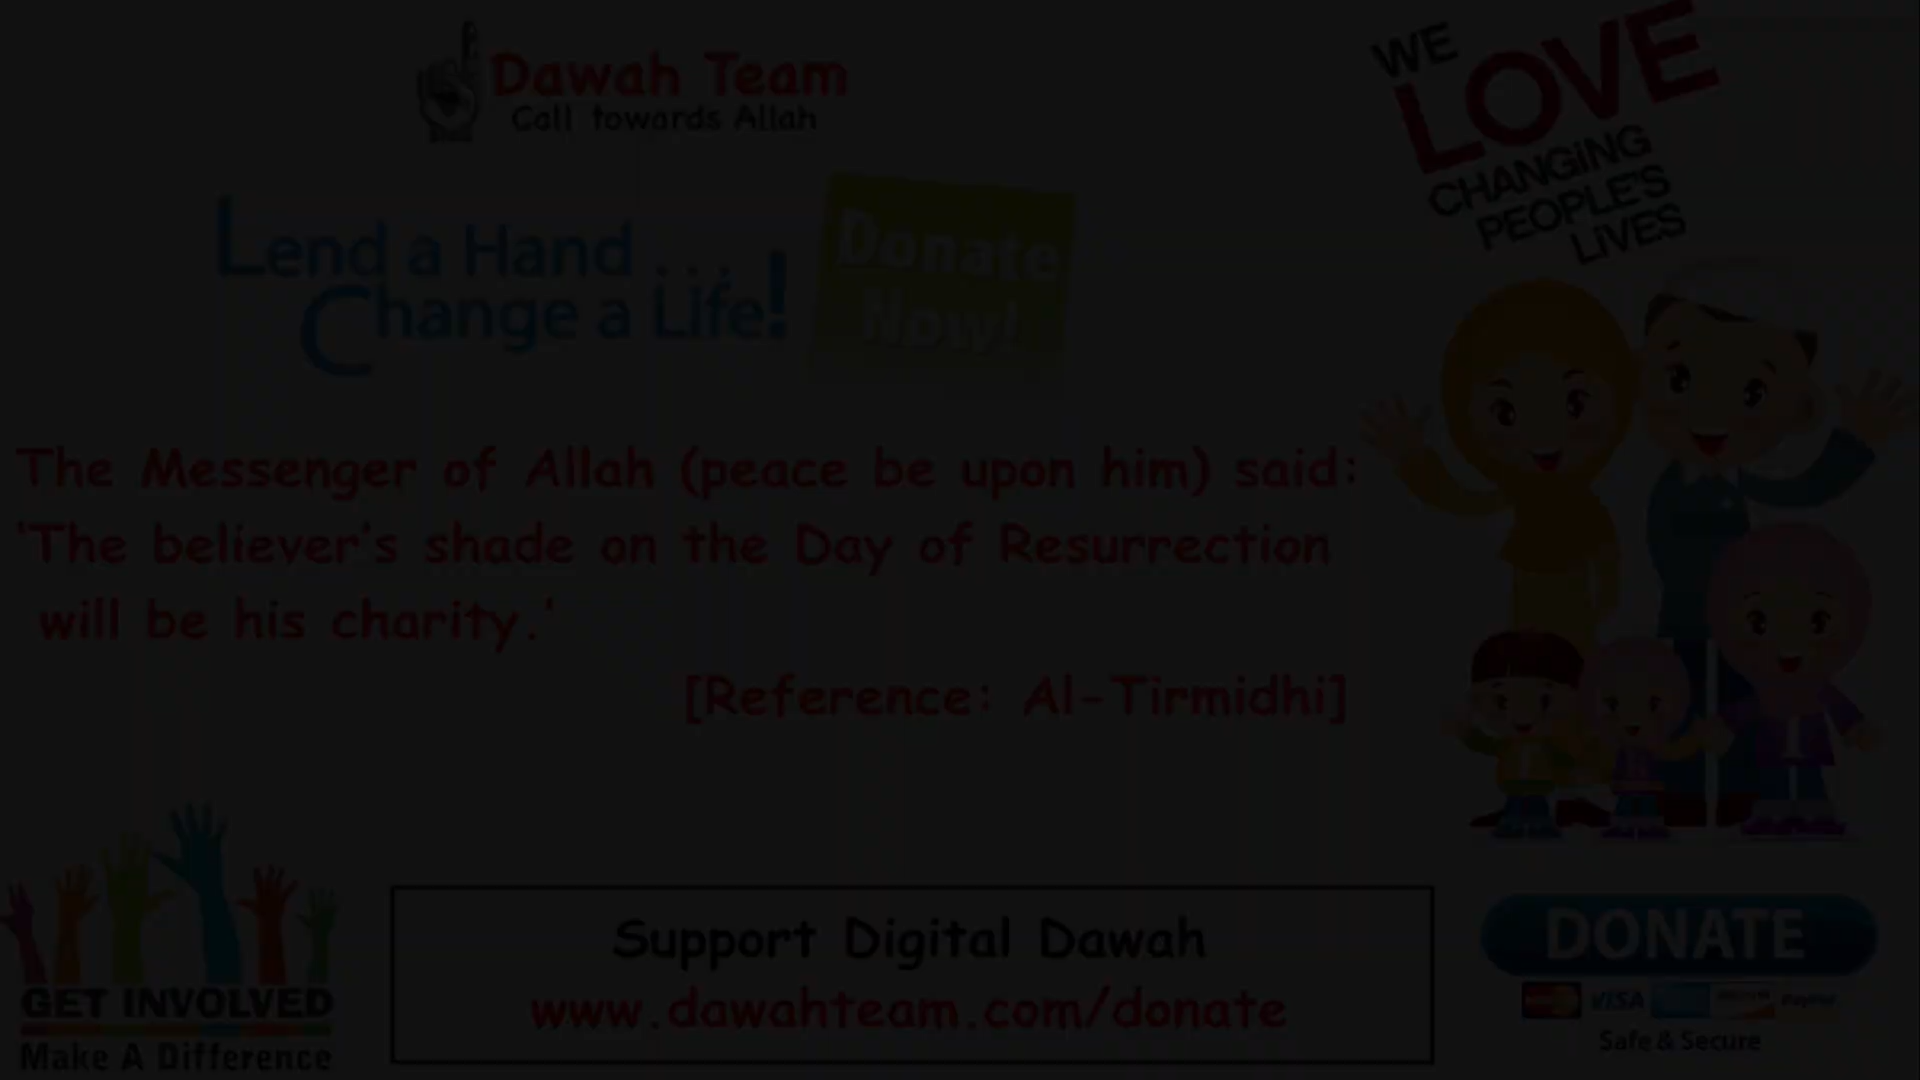 Dawah Team
Call towards Allah
WE
LOVE
CHANGiNG
PEOPLE'S
LIVES
Lend a Hand
Change a Life!
Donate
Now!
The Messenger of Allah (peace be upon him) said:
'The believer's shade on the Day of Resurrection
will be his charity.'
[Reference: Al-Tirmidhi]
GET INVOLVED
Make A Difference
Support Digital Dawah
www.dawahteam.com/donate
DONATE
VISA
PayPal
Safe & Secure